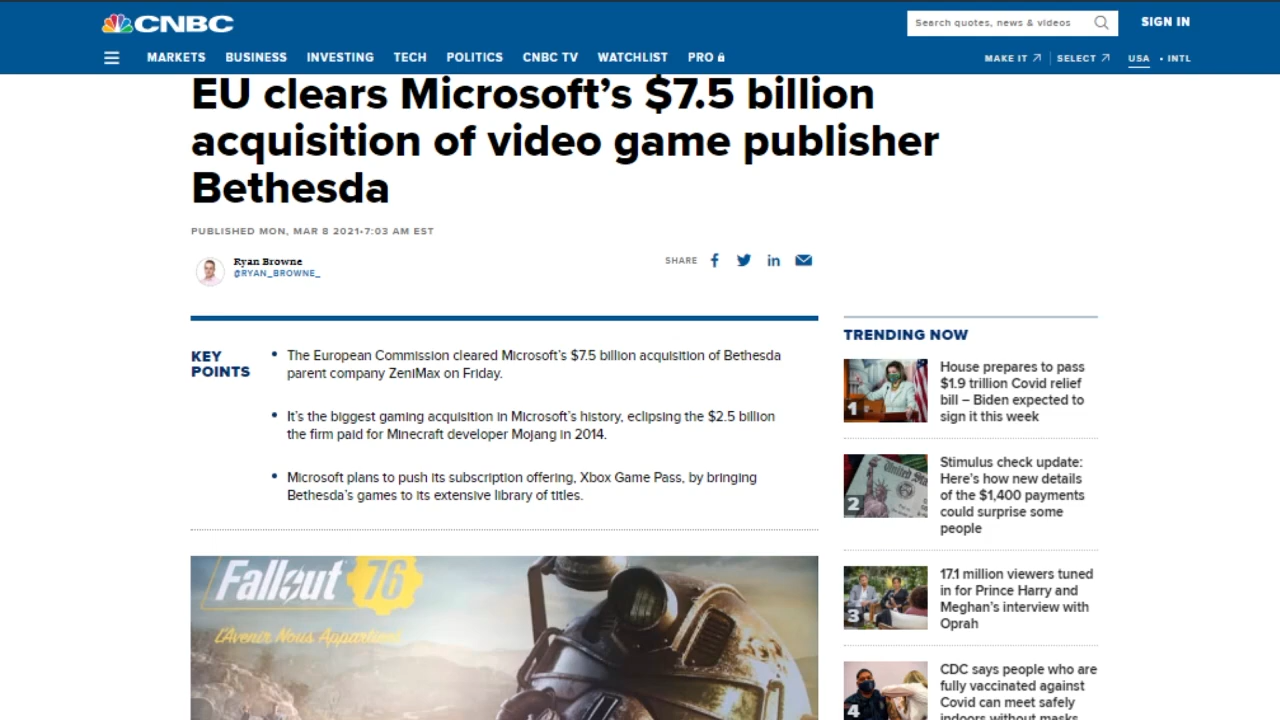 CNBC
Search quotes, news & videos
SIGN IN
MARKETS
BUSINESS
INVESTING
TECH
POLITICS
CNBC TV
WATCHLIST
PRO
MAKE IT
SELECT
USA • INTL
EU clears Microsoft’s $7.5 billion
acquisition of video game publisher
Bethesda
PUBLISHED MON, MAR 8 2021•7:03 AM EST
Ryan Browne
@RYAN_BROWNE_
SHARE
KEY
POINTS
• The European Commission cleared Microsoft’s $7.5 billion acquisition of Bethesda
parent company ZeniMax on Friday.
• It’s the biggest gaming acquisition in Microsoft’s history, eclipsing the $2.5 billion
the firm paid for Minecraft developer Mojang in 2014.
• Microsoft plans to push its subscription offering, Xbox Game Pass, by bringing
Bethesda’s games to its extensive library of titles.
Fallout 76
L'Avenir Nous Appartient
TRENDING NOW
1
House prepares to pass
$1.9 trillion Covid relief
bill – Biden expected to
sign it this week
United
2
Stimulus check update:
Here’s how new details
of the $1,400 payments
could surprise some
people
3
17.1 million viewers tuned
in for Prince Harry and
Meghan’s interview with
Oprah
4
CDC says people who are
fully vaccinated against
Covid can meet safely
indoors without masks